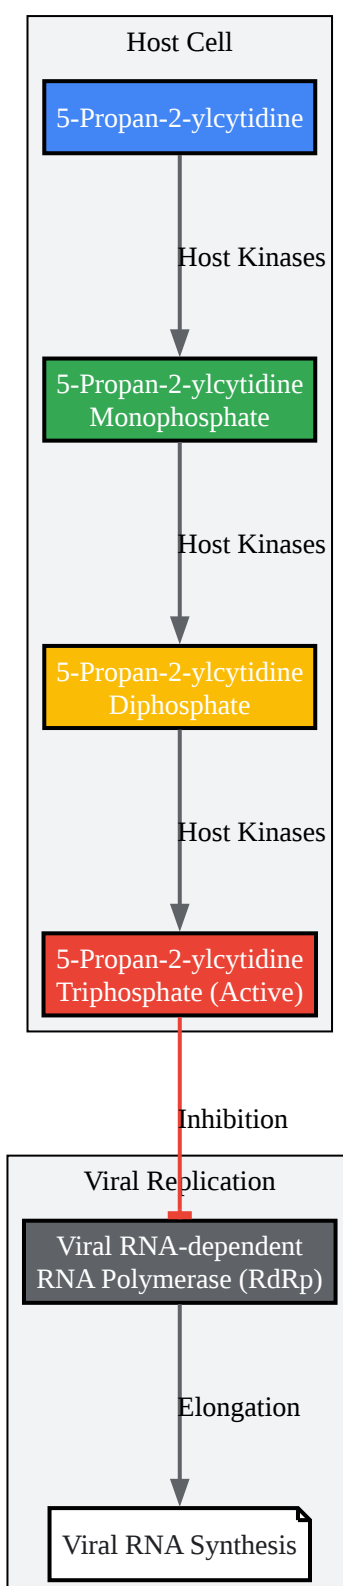 Host Cell
5-Propan-2-ylcytidine
Host Kinases
5-Propan-2-ylcytidine
Monophosphate
Host Kinases
5-Propan-2-ylcytidine
Diphosphate
Host Kinases
5-Propan-2-ylcytidine
Triphosphate (Active)
Inhibition
Viral Replication
Viral RNA-dependent
RNA Polymerase (RdRp)
Elongation
Viral RNA Synthesis